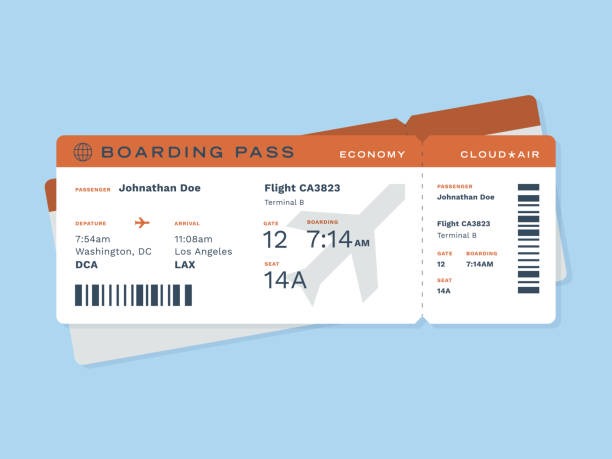 BOARDING PASS ECONOMY CLOUD★AIR
PASSENGER Johnathan Doe
DEPATURE ARRIVAL
7:54am 11:08am
Washington, DC Los Angeles
DCA LAX
Flight CA3823
Terminal B
GATE BOARDING
12 7:14AM
SEAT
14A
PASSENGER
Johnathan Doe
Flight CA3823
Terminal B
GATE BOARDING
12 7:14AM
SEAT
14A